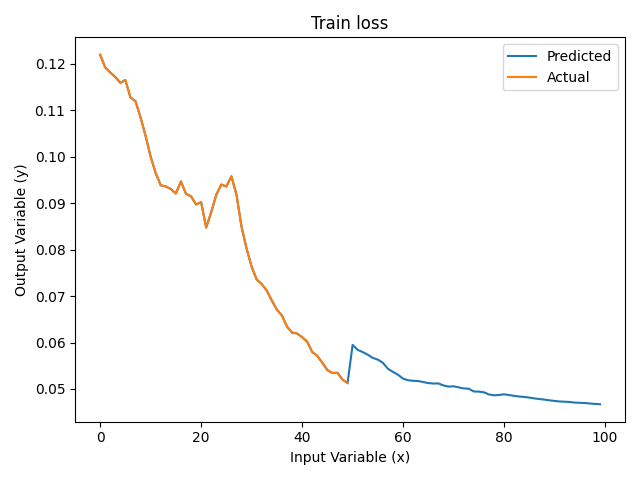 Train loss
Predicted
Actual
Output Variable (y)
0.12
0.11
0.10
0.09
0.08
0.07
0.06
0.05
0
20
40
60
80
100
Input Variable (x)